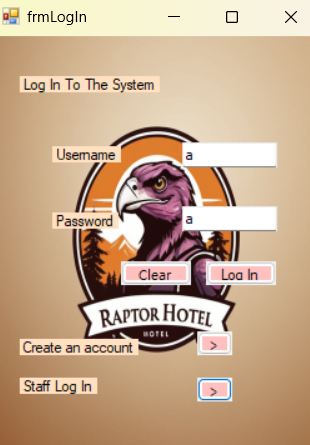 frmLogIn
Log In To The System
Username a
Password a
Clear Log In
RAPTOR HOTEL
HOTEL
Create an account >
Staff Log In >